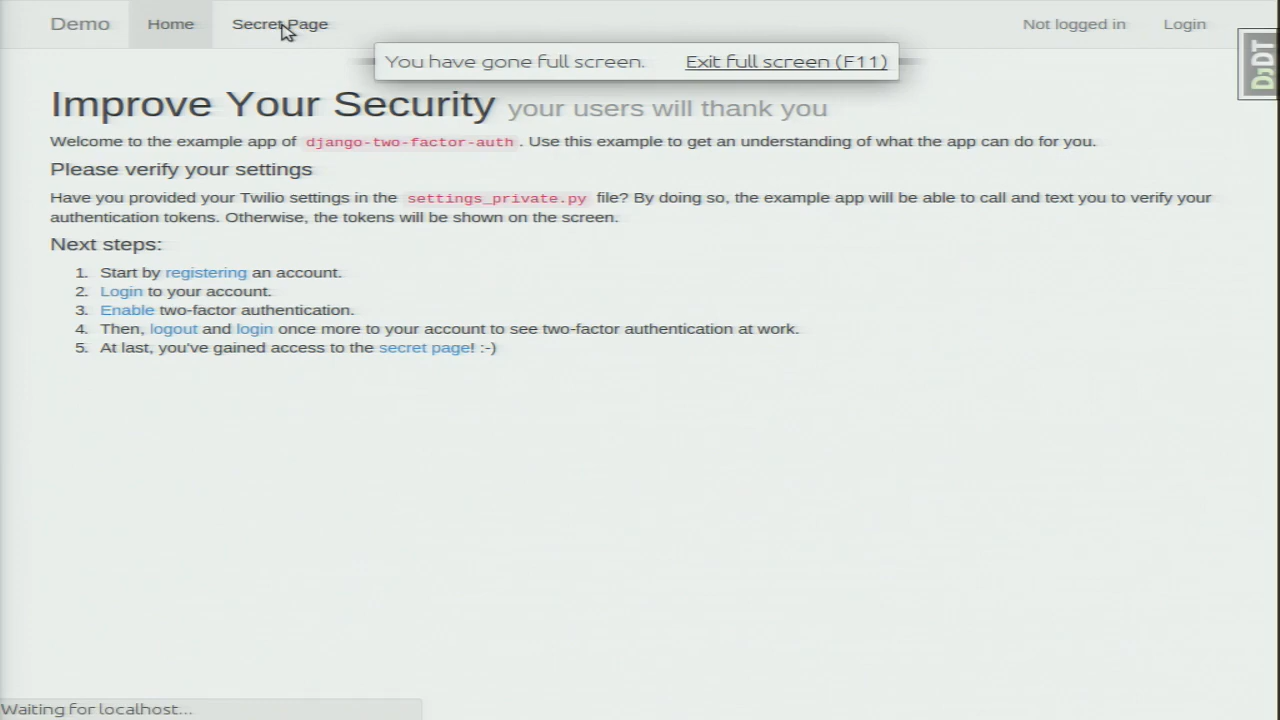 Demo Home Secret Page Not logged in Login
You have gone full screen. Exit full screen (F11)
DjDT
Improve Your Security your users will thank you
Welcome to the example app of django-two-factor-auth. Use this example to get an understanding of what the app can do for you.
Please verify your settings
Have you provided your Twilio settings in the settings_private.py file? By doing so, the example app will be able to call and text you to verify your
authentication tokens. Otherwise, the tokens will be shown on the screen.
Next steps:
1. Start by registering an account.
2. Login to your account.
3. Enable two-factor authentication.
4. Then, logout and login once more to your account to see two-factor authentication at work.
5. At last, you've gained access to the secret page! :-)
Waiting for localhost...